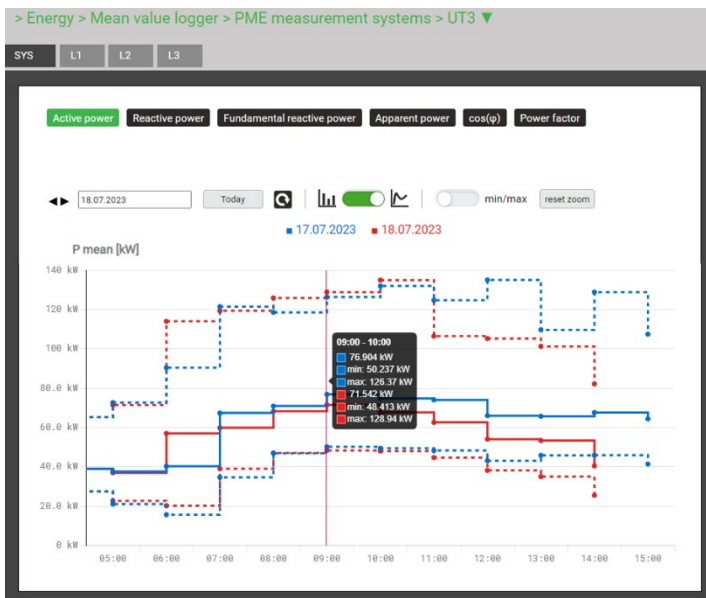 > Energy > Mean value logger > PME measurement systems > UT3 ▼
SYS L1 L2 L3
Active power Reactive power Fundamental reactive power Apparent power cos(φ) Power factor
18.07.2023 Today min/max reset zoom
17.07.2023 18.07.2023
P mean [kW]
140 kW
120 kW
100 kW
80.0 kW
60.0 kW
40.0 kW
20.0 kW
0 kW
09:00 - 10:00
76.904 kW
min: 50.237 kW
max: 126.37 kW
71.542 kW
min: 48.413 kW
max: 128.94 kW
05:00 06:00 07:00 08:00 09:00 10:00 11:00 12:00 13:00 14:00 15:00